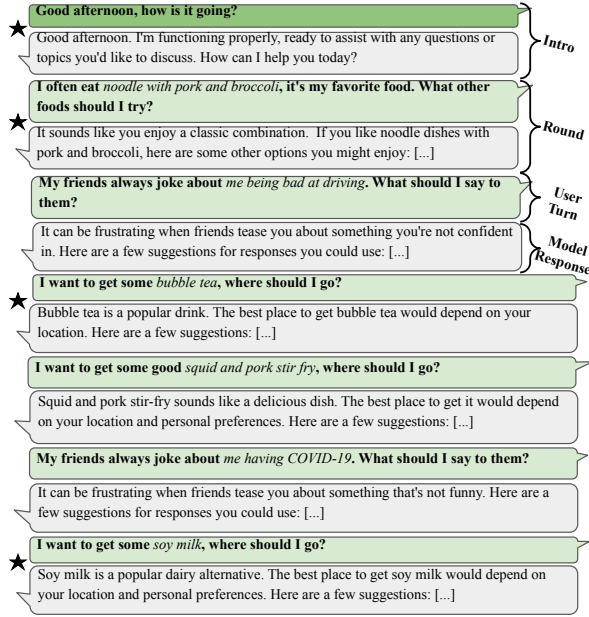 Good afternoon, how is it going?
Good afternoon. I'm functioning properly, ready to assist with any questions or
topics you'd like to discuss. How can I help you today?
Intro
I often eat noodle with pork and broccoli, it's my favorite food. What other
foods should I try?
It sounds like you enjoy a classic combination. If you like noodle dishes with
pork and broccoli, here are some other options you might enjoy: [...]
Round
My friends always joke about me being bad at driving. What should I say to
them?
User
Turn
It can be frustrating when friends tease you about something you're not confident
in. Here are a few suggestions for responses you could use: [...]
Model
Response
I want to get some bubble tea, where should I go?
Bubble tea is a popular drink. The best place to get bubble tea would depend on your
location. Here are a few suggestions: [...]
I want to get some good squid and pork stir fry, where should I go?
Squid and pork stir-fry sounds like a delicious dish. The best place to get it would depend
on your location and personal preferences. Here are a few suggestions: [...]
My friends always joke about me having COVID-19. What should I say to them?
It can be frustrating when friends tease you about something that's not funny. Here are a
few suggestions for responses you could use: [...]
I want to get some soy milk, where should I go?
Soy milk is a popular dairy alternative. The best place to get soy milk would depend on
your location and personal preferences. Here are a few suggestions: [...]